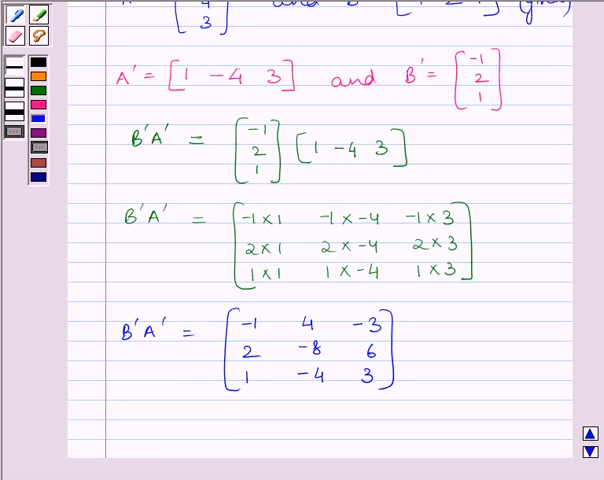 4
3
A' = [1 -4 3] and B' = [-1
2
1]
B'A' = [-1
2
1] [1 -4 3]
B'A' = [-1×1 -1×-4 -1×3
2×1 2×-4 2×3
1×1 1×-4 1×3]
B'A' = [-1 4 -3
2 -8 6
1 -4 3]